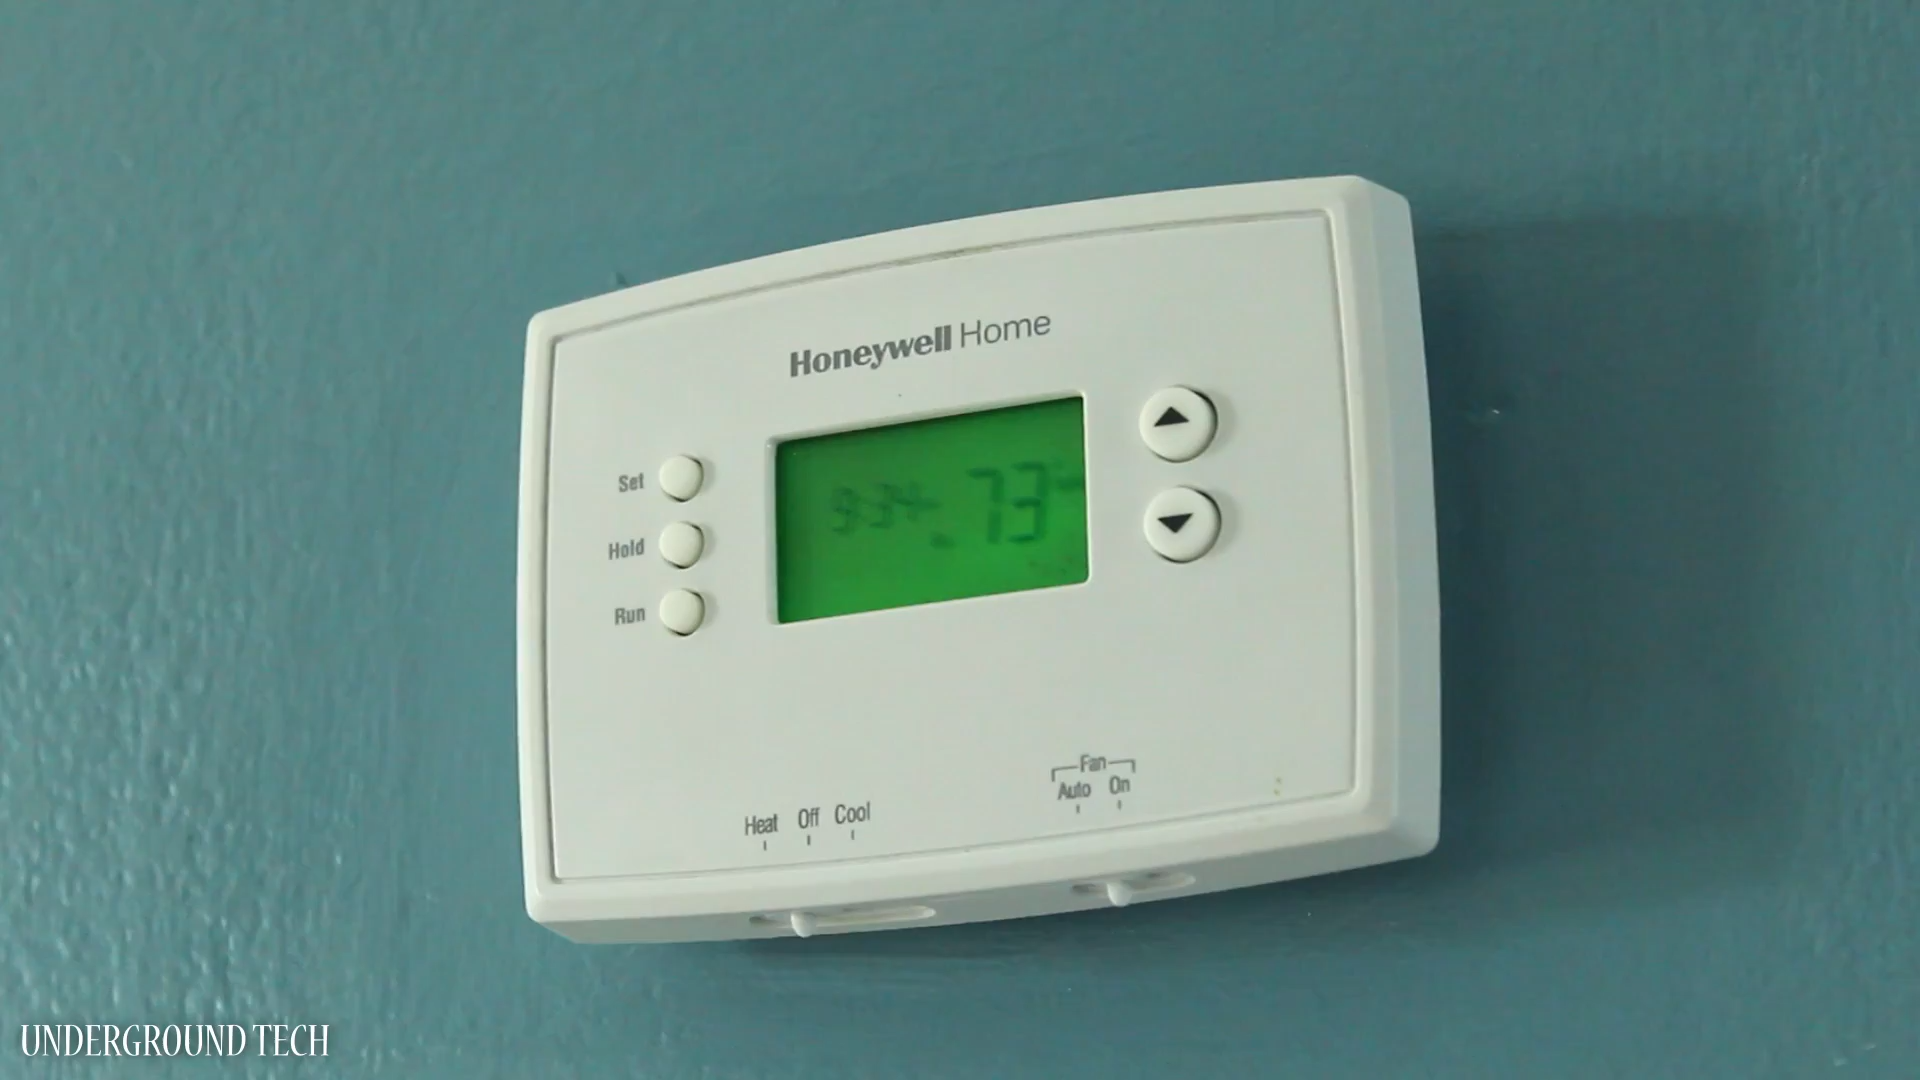 Honeywell Home
Set
Hold
Run
73
Fan
Auto On
Heat Off Cool
UNDERGROUND TECH